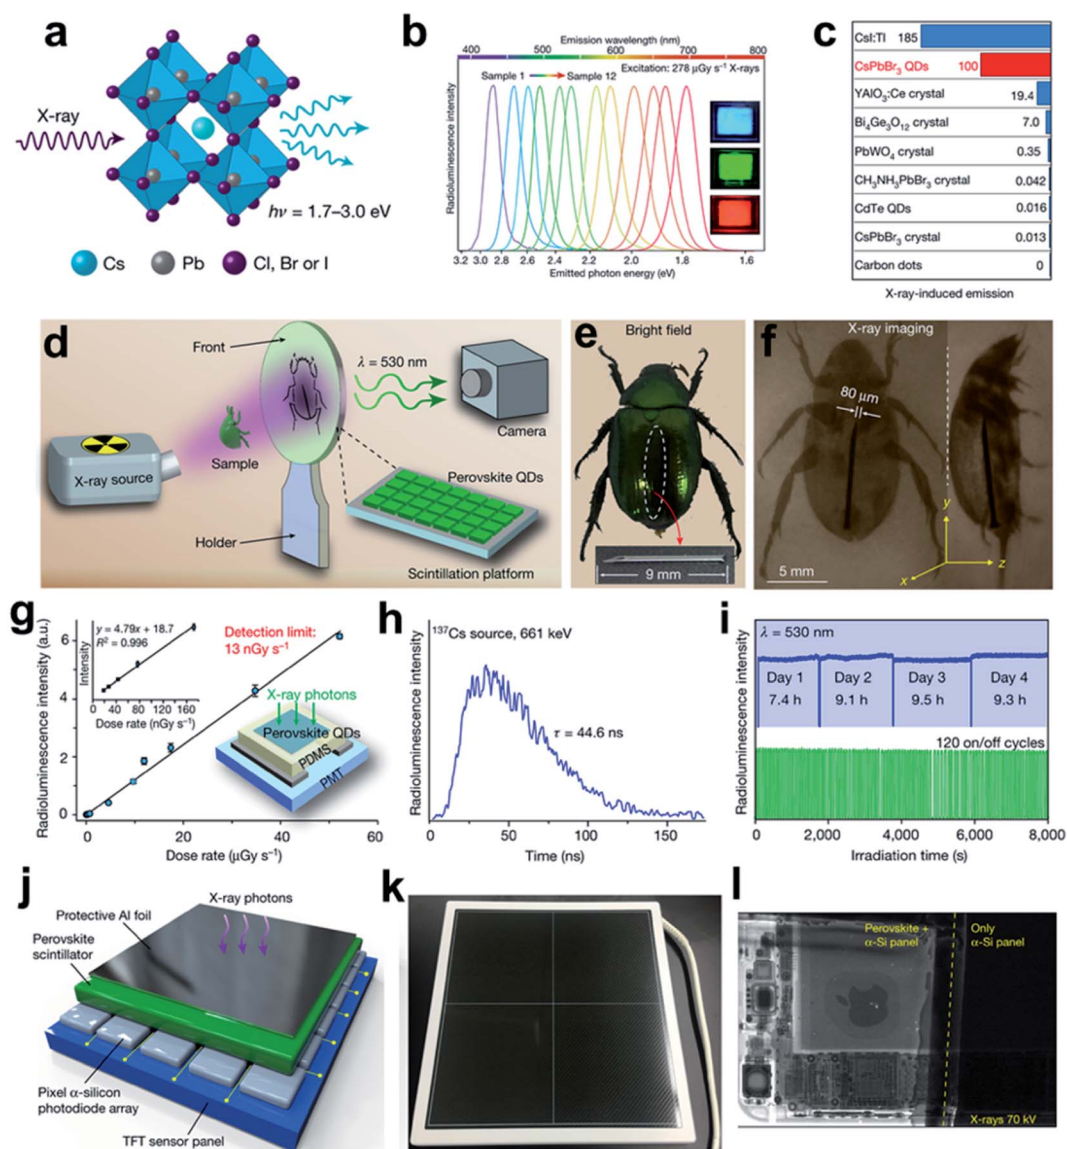 a
X-ray
hν = 1.7–3.0 eV
Cs
Pb
Cl, Br or I
b
Emission wavelength (nm)
400 500 600 700 800
Sample 1 Sample 12
Excitation: 278 μGy s⁻¹ X-rays
Radioluminescence intensity
3.2 3.0 2.8 2.6 2.4 2.2 2.0 1.8 1.6
Emitted photon energy (eV)
c
CsI:Tl 185
CsPbBr₃ QDs 100
YAlO₃:Ce crystal 19.4
Bi₄Ge₃O₁₂ crystal 7.0
PbWO₄ crystal 0.35
CH₃NH₃PbBr₃ crystal 0.042
CdTe QDs 0.016
CsPbBr₃ crystal 0.013
Carbon dots 0
X-ray-induced emission
d
Front
λ = 530 nm
Camera
Sample
X-ray source
Perovskite QDs
Holder
Scintillation platform
e
Bright field
9 mm
f
X-ray imaging
80 μm
y
z
x
5 mm
g
Radioluminescence intensity (a.u.)
6
4
2
0
0 20 40 60
Dose rate (μGy s⁻¹)
y = 4.79x + 18.7
R² = 0.996
Intensity
0 40 80 120 160
Dose rate (nGy s⁻¹)
Detection limit:
13 nGy s⁻¹
X-ray photons
Perovskite QDs
PDMS
PMT
h
¹³⁷Cs source, 661 keV
τ = 44.6 ns
Radioluminescence intensity
0 50 100 150
Time (ns)
i
λ = 530 nm
Day 1 Day 2 Day 3 Day 4
7.4 h 9.1 h 9.5 h 9.3 h
120 on/off cycles
Radioluminescence intensity
0 2,000 4,000 6,000 8,000
Irradiation time (s)
j
X-ray photons
Protective Al foil
Perovskite
scintillator
Pixel α-silicon
photodiode array
TFT sensor panel
k
l
Perovskite +
α-Si panel
Only
α-Si panel
X-rays 70 kV